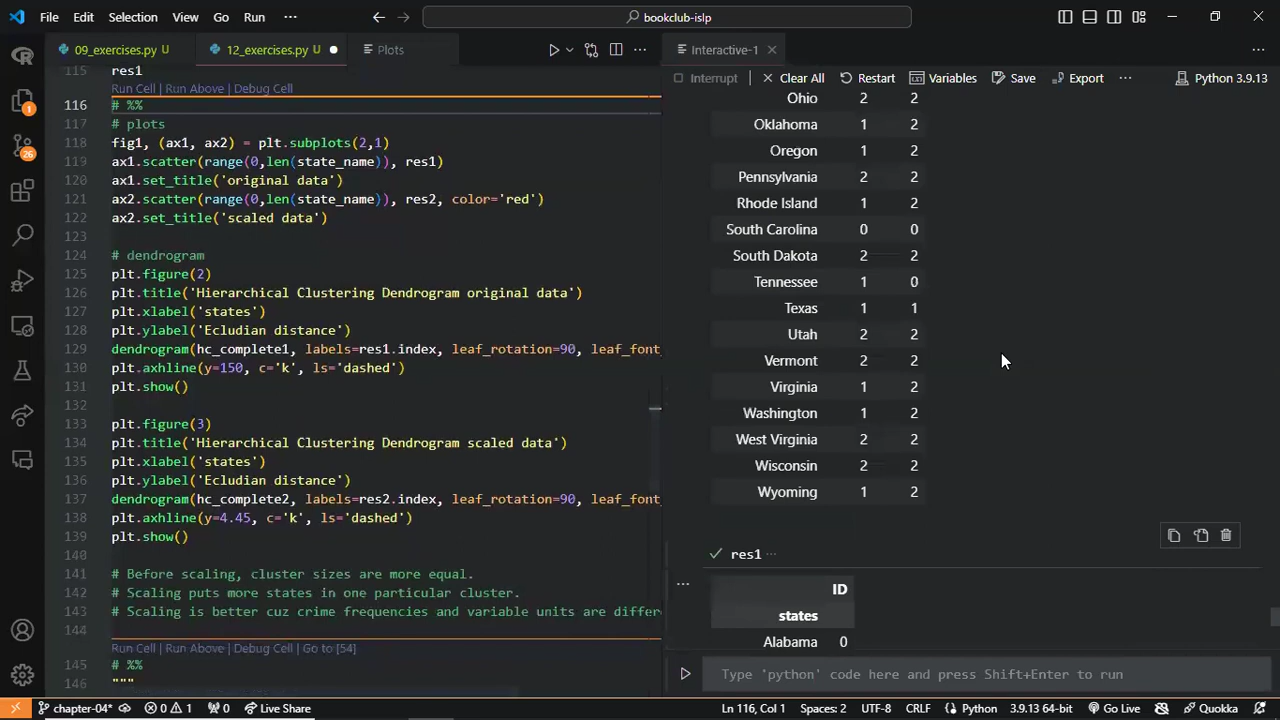 File Edit Selection View Go Run ··· bookclub-islp
09_exercises.py U 12_exercises.py U Plots Interactive-1
Interrupt Clear All Restart Variables Save Export ··· Python 3.9.13
115 res1
Run Cell | Run Above | Debug Cell
116 # %%
117 # plots
118 fig1, (ax1, ax2) = plt.subplots(2,1)
119 ax1.scatter(range(0,len(state_name)), res1)
120 ax1.set_title('original data')
121 ax2.scatter(range(0,len(state_name)), res2, color='red')
122 ax2.set_title('scaled data')
123
124 # dendrogram
125 plt.figure(2)
126 plt.title('Hierarchical Clustering Dendrogram original data')
127 plt.xlabel('states')
128 plt.ylabel('Ecludian distance')
129 dendrogram(hc_complete1, labels=res1.index, leaf_rotation=90, leaf_font_
130 plt.axhline(y=150, c='k', ls='dashed')
131 plt.show()
132
133 plt.figure(3)
134 plt.title('Hierarchical Clustering Dendrogram scaled data')
135 plt.xlabel('states')
136 plt.ylabel('Ecludian distance')
137 dendrogram(hc_complete2, labels=res2.index, leaf_rotation=90, leaf_font_
138 plt.axhline(y=4.45, c='k', ls='dashed')
139 plt.show()
140
141 # Before scaling, cluster sizes are more equal.
142 # Scaling puts more states in one particular cluster.
143 # Scaling is better cuz crime frequencies and variable units are differe
144
Run Cell | Run Above | Debug Cell | Go to [54]
145 # %%
146 """
Ohio 2 2
Oklahoma 1 2
Oregon 1 2
Pennsylvania 2 2
Rhode Island 1 2
South Carolina 0 0
South Dakota 2 2
Tennessee 1 0
Texas 1 1
Utah 2 2
Vermont 2 2
Virginia 1 2
Washington 1 2
West Virginia 2 2
Wisconsin 2 2
Wyoming 1 2
res1 ···
ID
states
Alabama 0
Type 'python' code here and press Shift+Enter to run
1
26
chapter-04* 0 1 0 Live Share Ln 116, Col 1 Spaces: 2 UTF-8 CRLF Python 3.9.13 64-bit Go Live Quokka